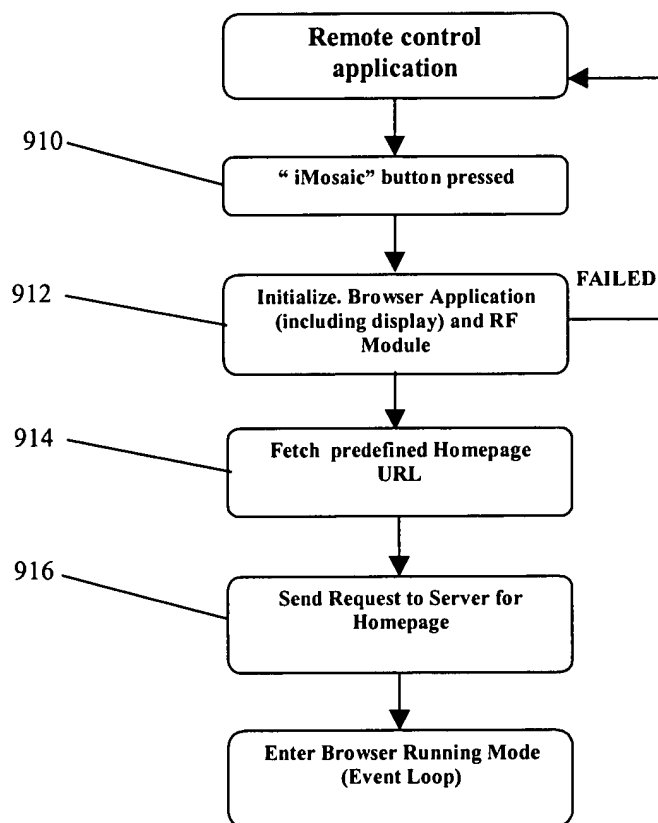 Remote control
application
910
“ iMosaic” button pressed
912
Initialize. Browser Application
(including display) and RF
Module
FAILED
914
Fetch predefined Homepage
URL
916
Send Request to Server for
Homepage
Enter Browser Running Mode
(Event Loop)